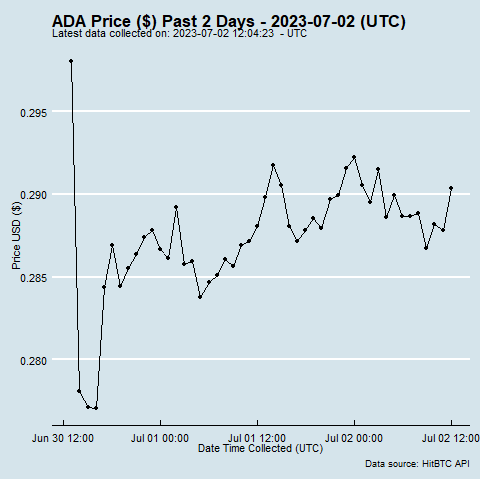 ADA Price ($) Past 2 Days - 2023-07-02 (UTC)
Latest data collected on: 2023-07-02 12:04:23 - UTC
0.295
0.290
0.285
0.280
Price USD ($)
Jun 30 12:00 Jul 01 00:00 Jul 01 12:00 Jul 02 00:00 Jul 02 12:00
Date Time Collected (UTC)
Data source: HitBTC API